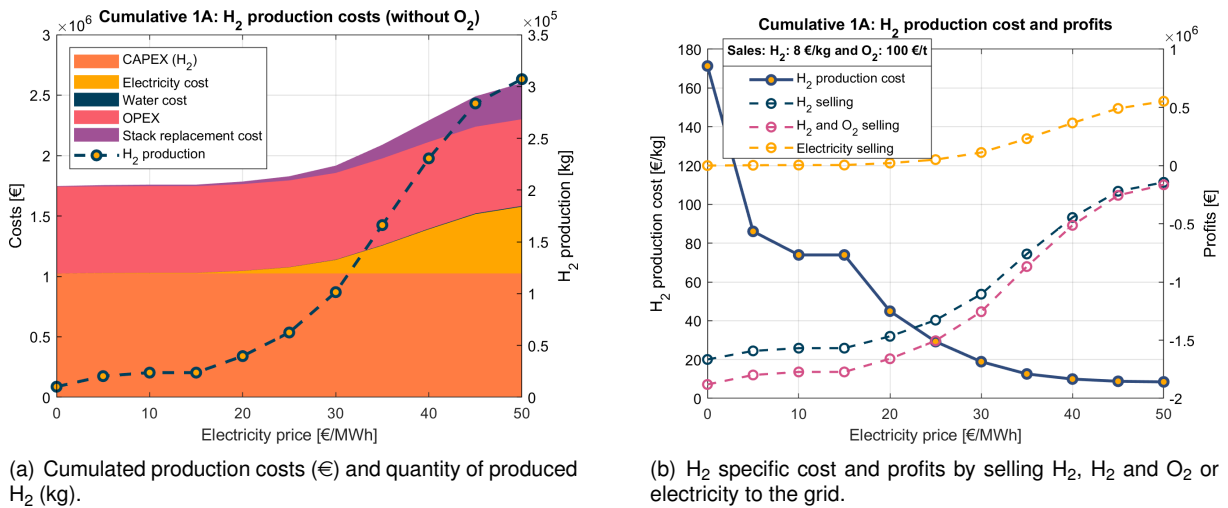 Cumulative 1A: H2 production costs (without O2)
×10^6
×10^5
3
2.5
2
1.5
1
0.5
0
Costs [€]
CAPEX (H2)
Electricity cost
Water cost
OPEX
Stack replacement cost
H2 production
3.5
3
2.5
2
1.5
1
0.5
0
H2 production [kg]
0
10
20
30
40
50
Electricity price [€/MWh]
(a) Cumulated production costs (€) and quantity of produced
H2 (kg).
Cumulative 1A: H2 production cost and profits
×10^6
180
160
140
120
100
80
60
40
20
0
H2 production cost [€/kg]
Sales: H2: 8 €/kg and O2: 100 €/t
H2 production cost
H2 selling
H2 and O2 selling
Electricity selling
1
0.5
0
-0.5
-1
-1.5
-2
Profits [€]
0
10
20
30
40
50
Electricity price [€/MWh]
(b) H2 specific cost and profits by selling H2, H2 and O2 or
electricity to the grid.